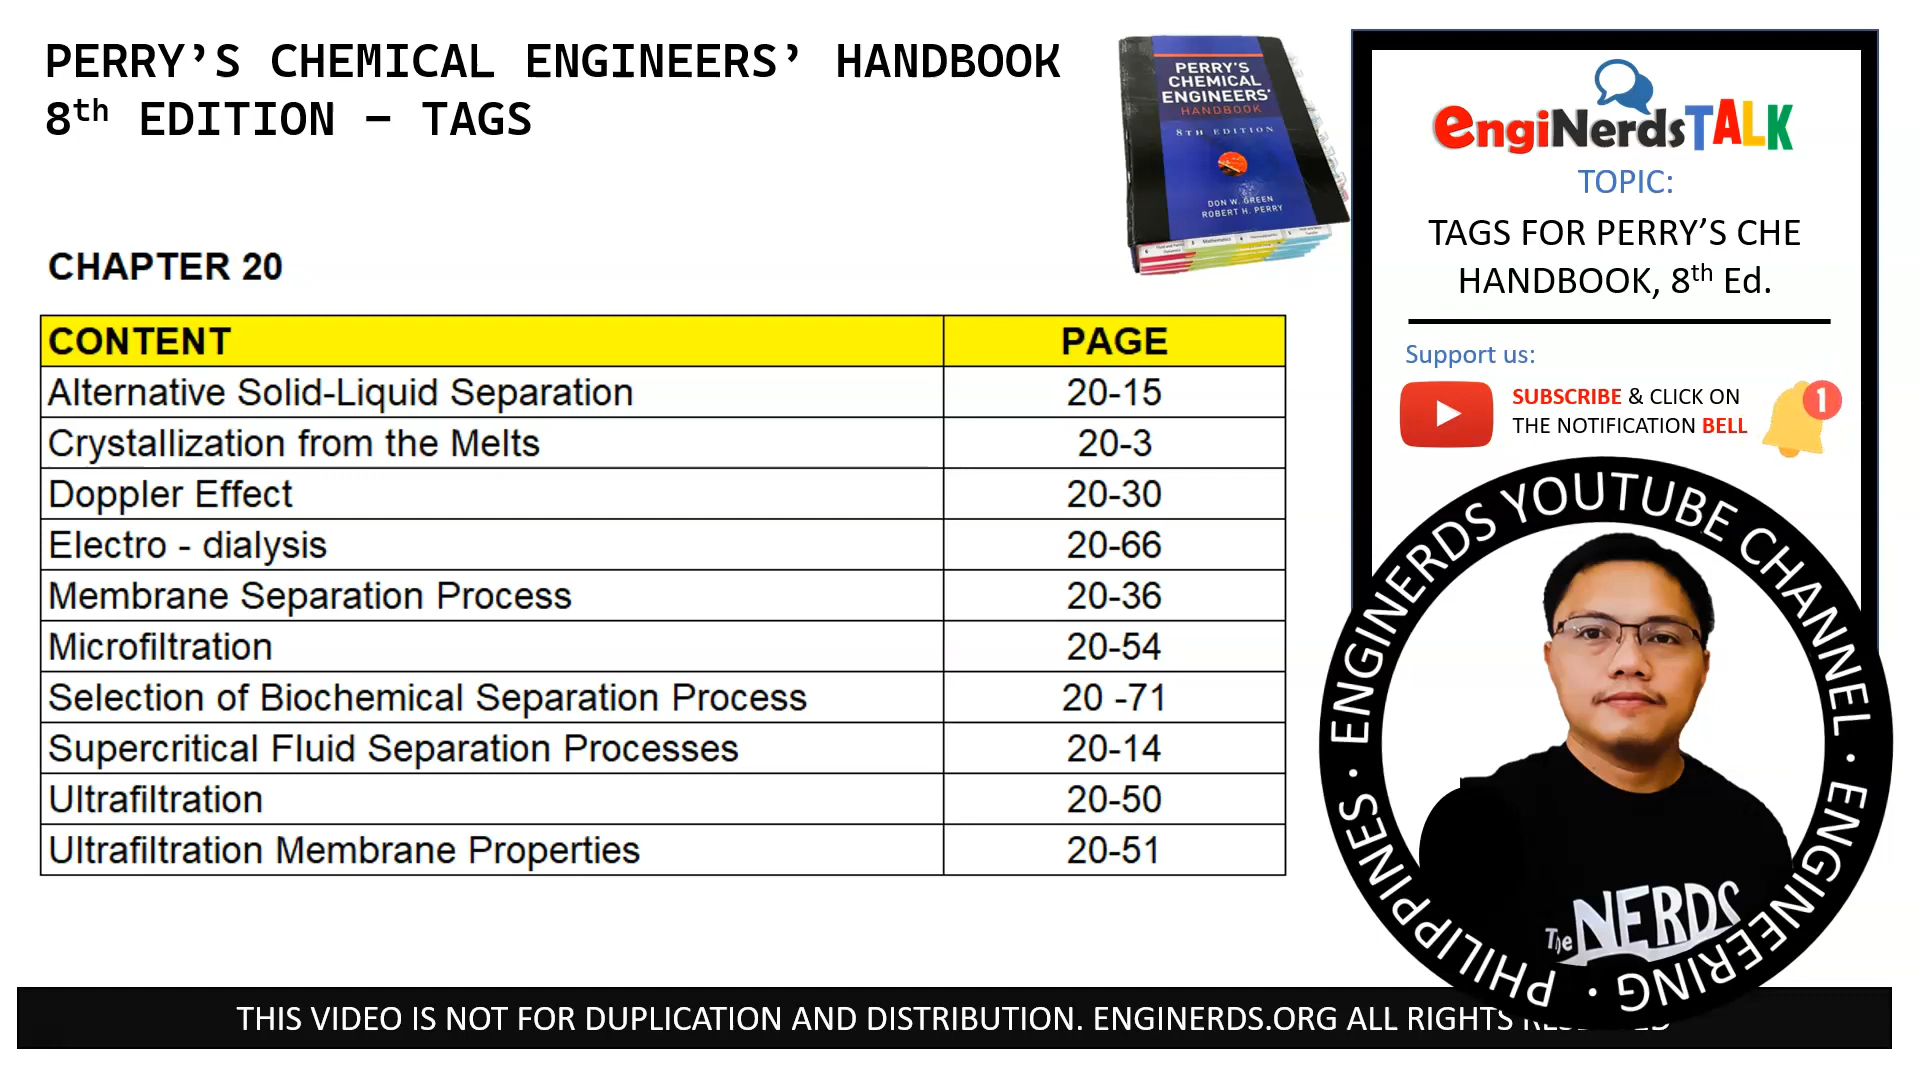 PERRY’S CHEMICAL ENGINEERS’ HANDBOOK
8th EDITION – TAGS
PERRY'S
CHEMICAL
ENGINEERS'
HANDBOOK
8TH EDITION
DON W. GREEN
ROBERT H. PERRY
CHAPTER 20
CONTENT PAGE
Alternative Solid-Liquid Separation 20-15
Crystallization from the Melts 20-3
Doppler Effect 20-30
Electro - dialysis 20-66
Membrane Separation Process 20-36
Microfiltration 20-54
Selection of Biochemical Separation Process 20 -71
Supercritical Fluid Separation Processes 20-14
Ultrafiltration 20-50
Ultrafiltration Membrane Properties 20-51
engiNerdsTALK
TOPIC:
TAGS FOR PERRY’S CHE
HANDBOOK, 8th Ed.
Support us:
SUBSCRIBE & CLICK ON
THE NOTIFICATION BELL
1
ENGINERDS YOUTUBE CHANNEL · ENGINEERING · PHILIPPINES ·
The NERDS
THIS VIDEO IS NOT FOR DUPLICATION AND DISTRIBUTION. ENGINERDS.ORG ALL RIGHTS